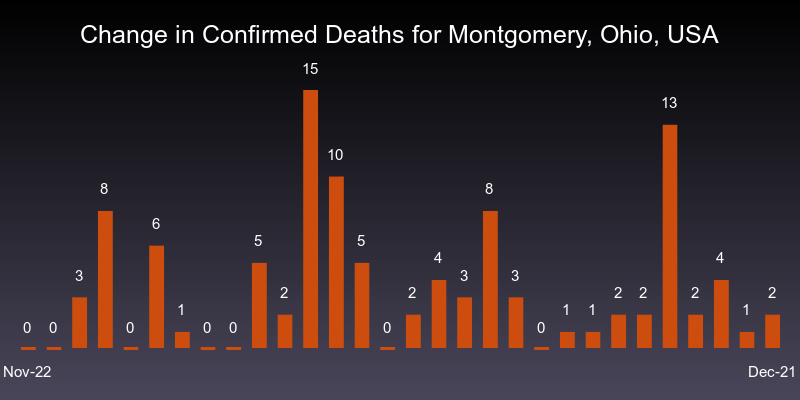 Change in Confirmed Deaths for Montgomery, Ohio, USA
0 0 3 8 0 6 1 0 0 5 2 15 10 5 0 2 4 3 8 3 0 1 1 2 2 13 2 4 1 2
Nov-22 Dec-21